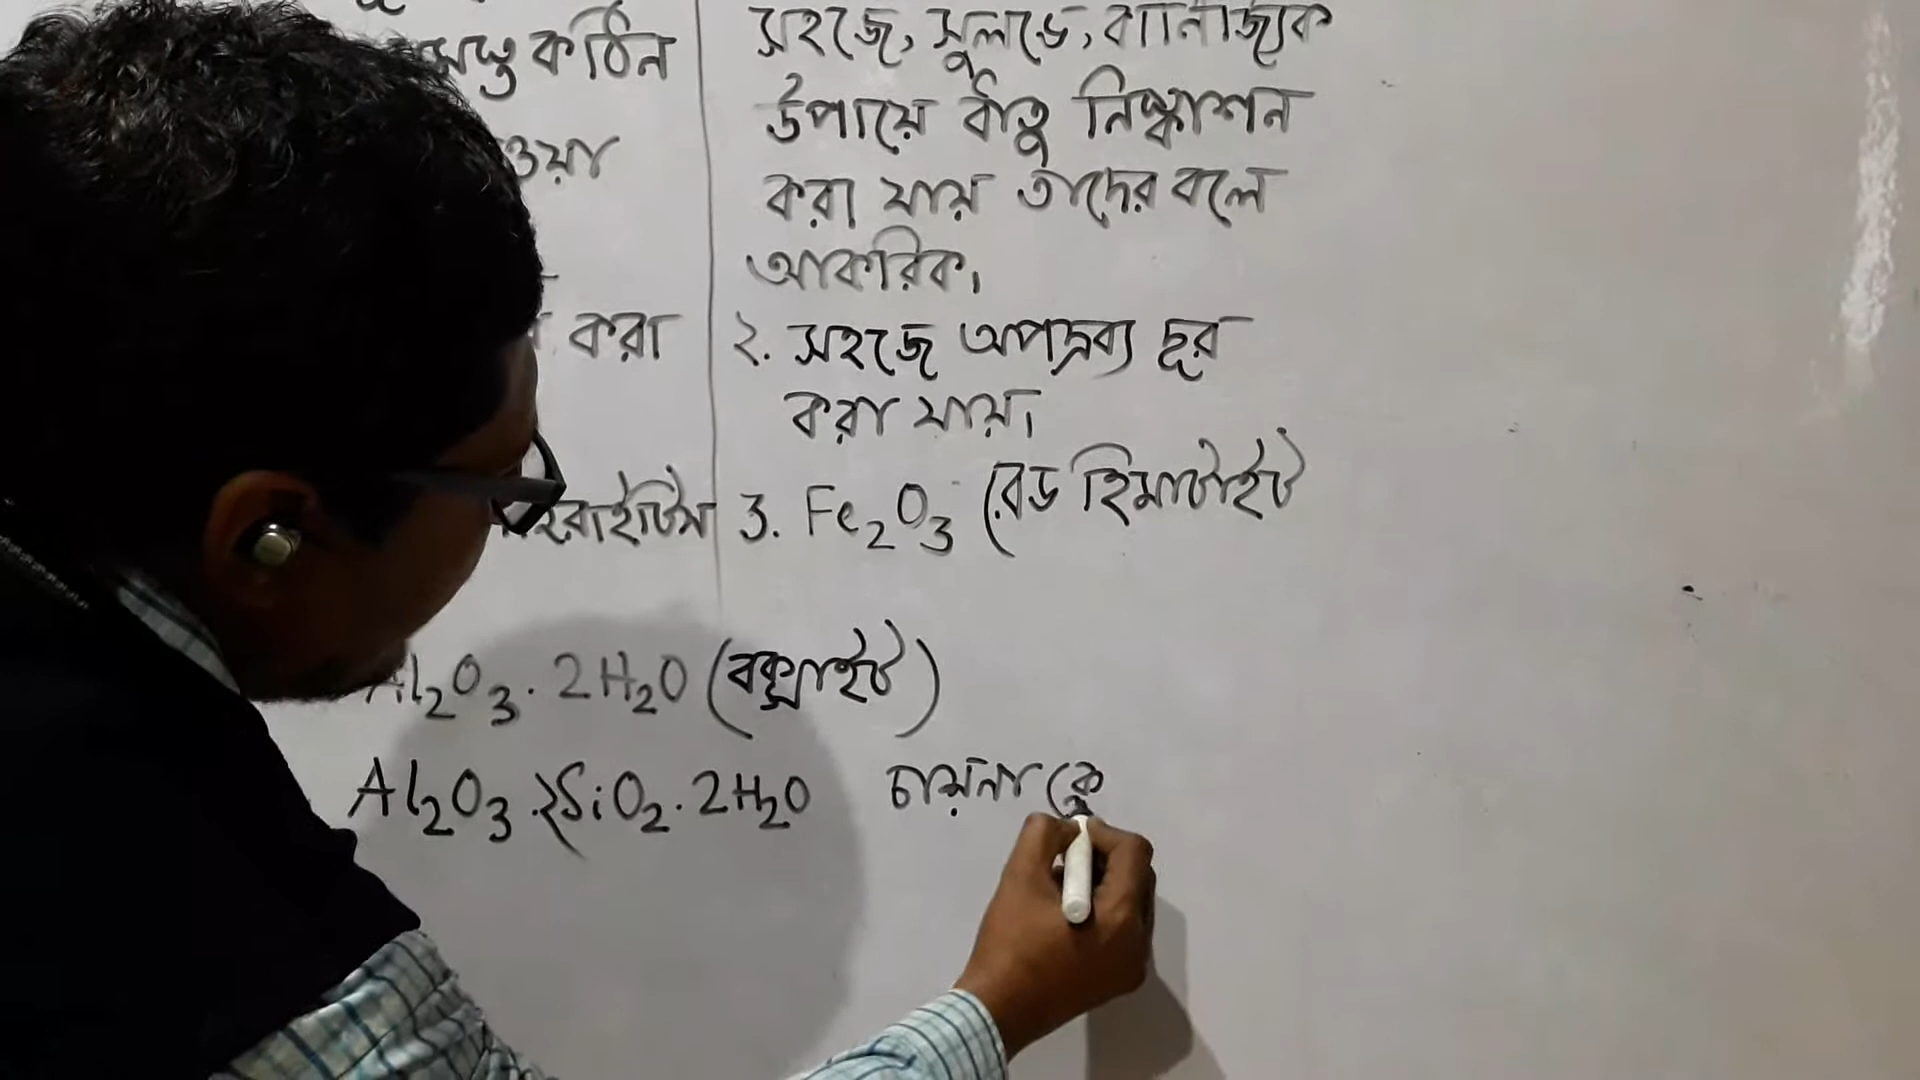 কঠিন
ওয়া
করা
সহজে, সুলভে, বানিজ্যিক
উপায়ে ধাতু নিষ্কাশন
করা যায় তাদের বলে
আকরিক।
২. সহজে অপদ্রব্য দূর
করা যায়।
3. Fe₂O₃ (রেড হিমাটাইট
Al₂O₃. 2H₂O (বক্সাইট)
Al₂O₃.2SiO₂. 2H₂O চায়না ক্লে